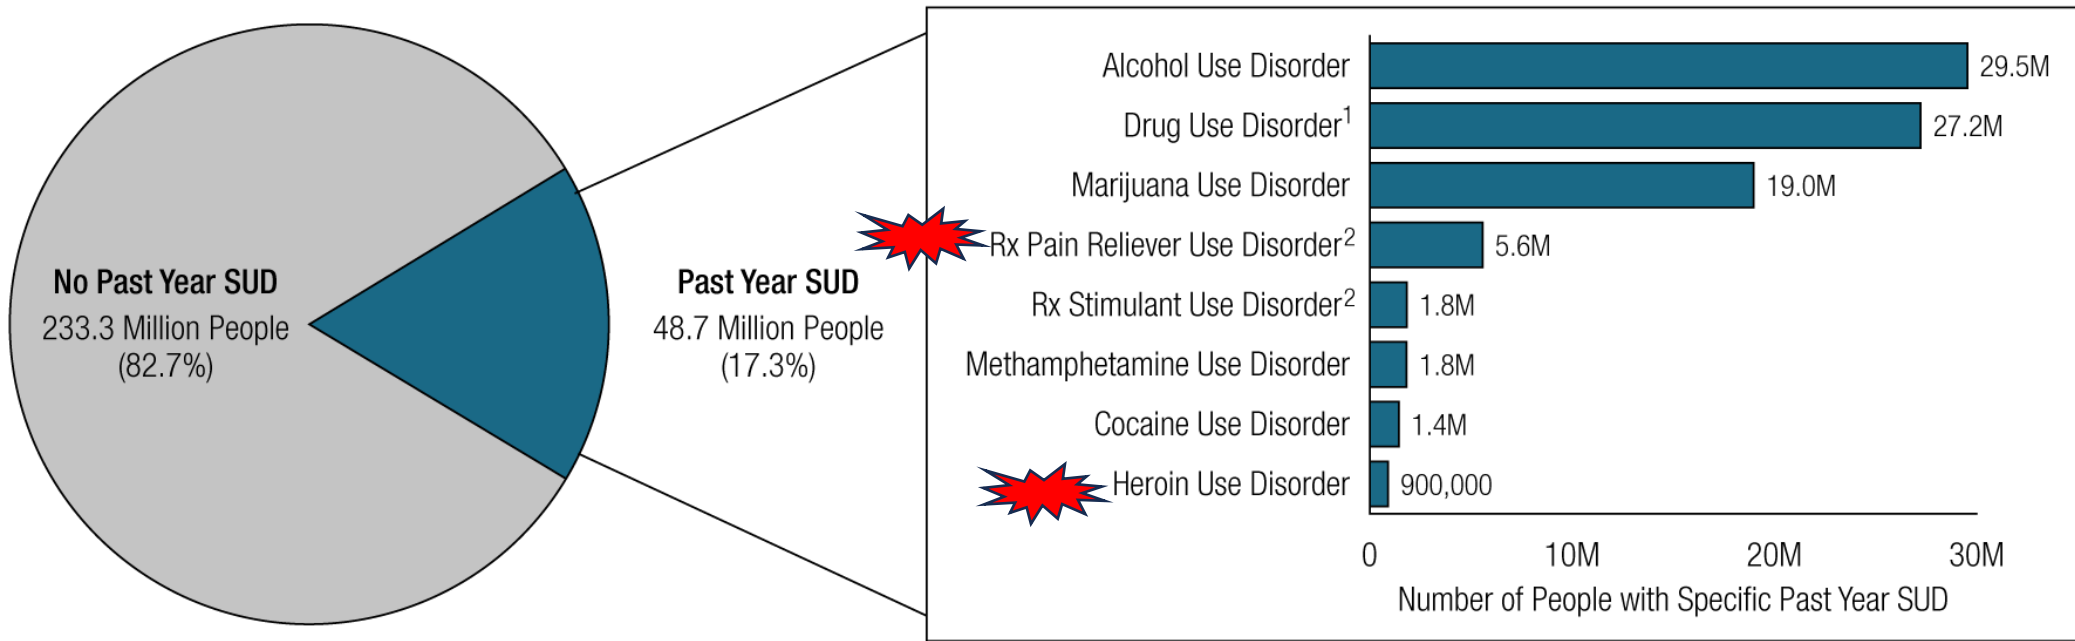 No Past Year SUD
233.3 Million People
(82.7%)
Past Year SUD
48.7 Million People
(17.3%)
Alcohol Use Disorder 29.5M
Drug Use Disorder¹ 27.2M
Marijuana Use Disorder 19.0M
Rx Pain Reliever Use Disorder² 5.6M
Rx Stimulant Use Disorder² 1.8M
Methamphetamine Use Disorder 1.8M
Cocaine Use Disorder 1.4M
Heroin Use Disorder 900,000
0 10M 20M 30M
Number of People with Specific Past Year SUD